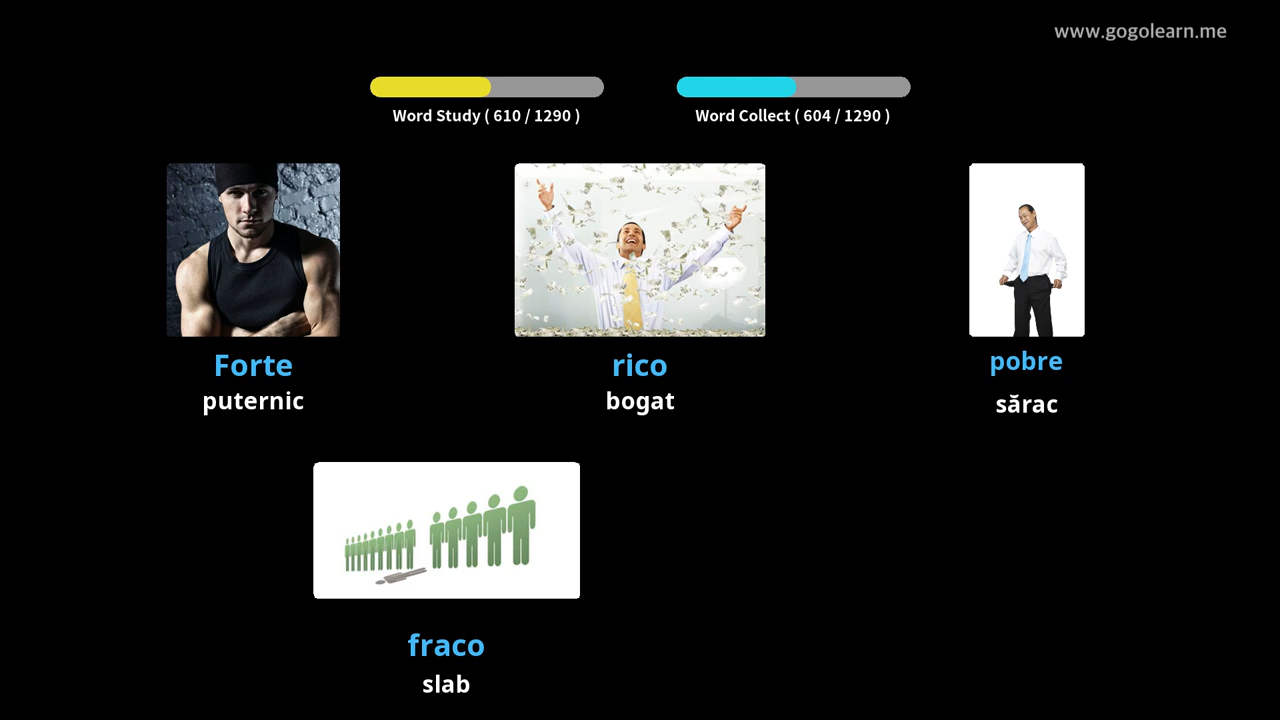 www.gogolearn.me
Word Study ( 610 / 1290 )
Word Collect ( 604 / 1290 )
Forte
puternic
rico
bogat
pobre
sărac
fraco
slab